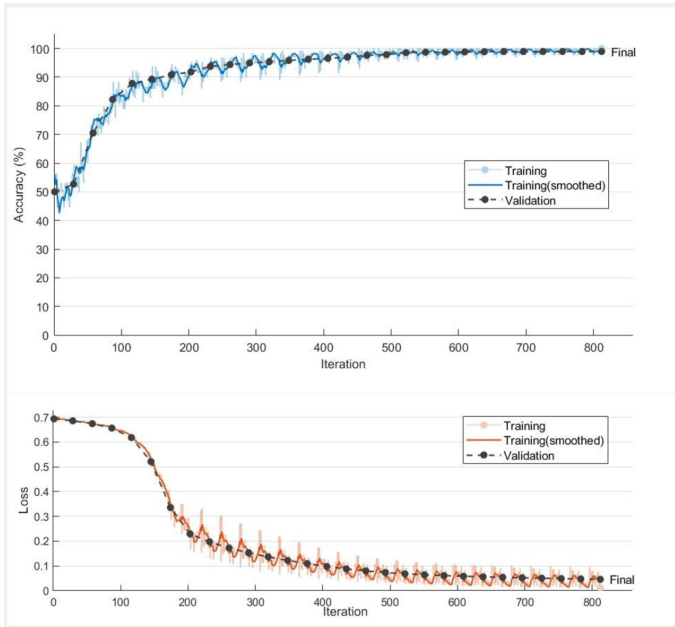 100
90
80
70
60
50
40
30
20
10
0
Accuracy (%)
Final
Training
Training(smoothed)
Validation
0 100 200 300 400 500 600 700 800
Iteration
0.7
0.6
0.5
0.4
0.3
0.2
0.1
0
Loss
Training
Training(smoothed)
Validation
Final
0 100 200 300 400 500 600 700 800
Iteration